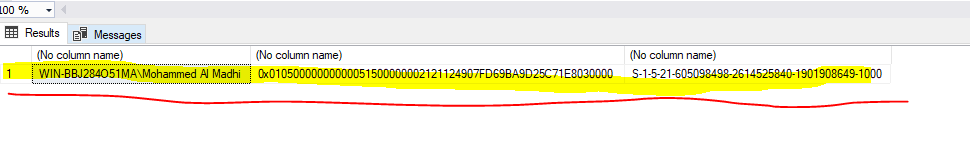 100 %
Results Messages
(No column name) (No column name) (No column name)
1 WIN-BBJ284O51MA\Mohammed Al Madhi 0x01050000000000051500000002121124907FD69BA9D25C71E8030000 S-1-5-21-605098498-2614525840-1901908649-1000